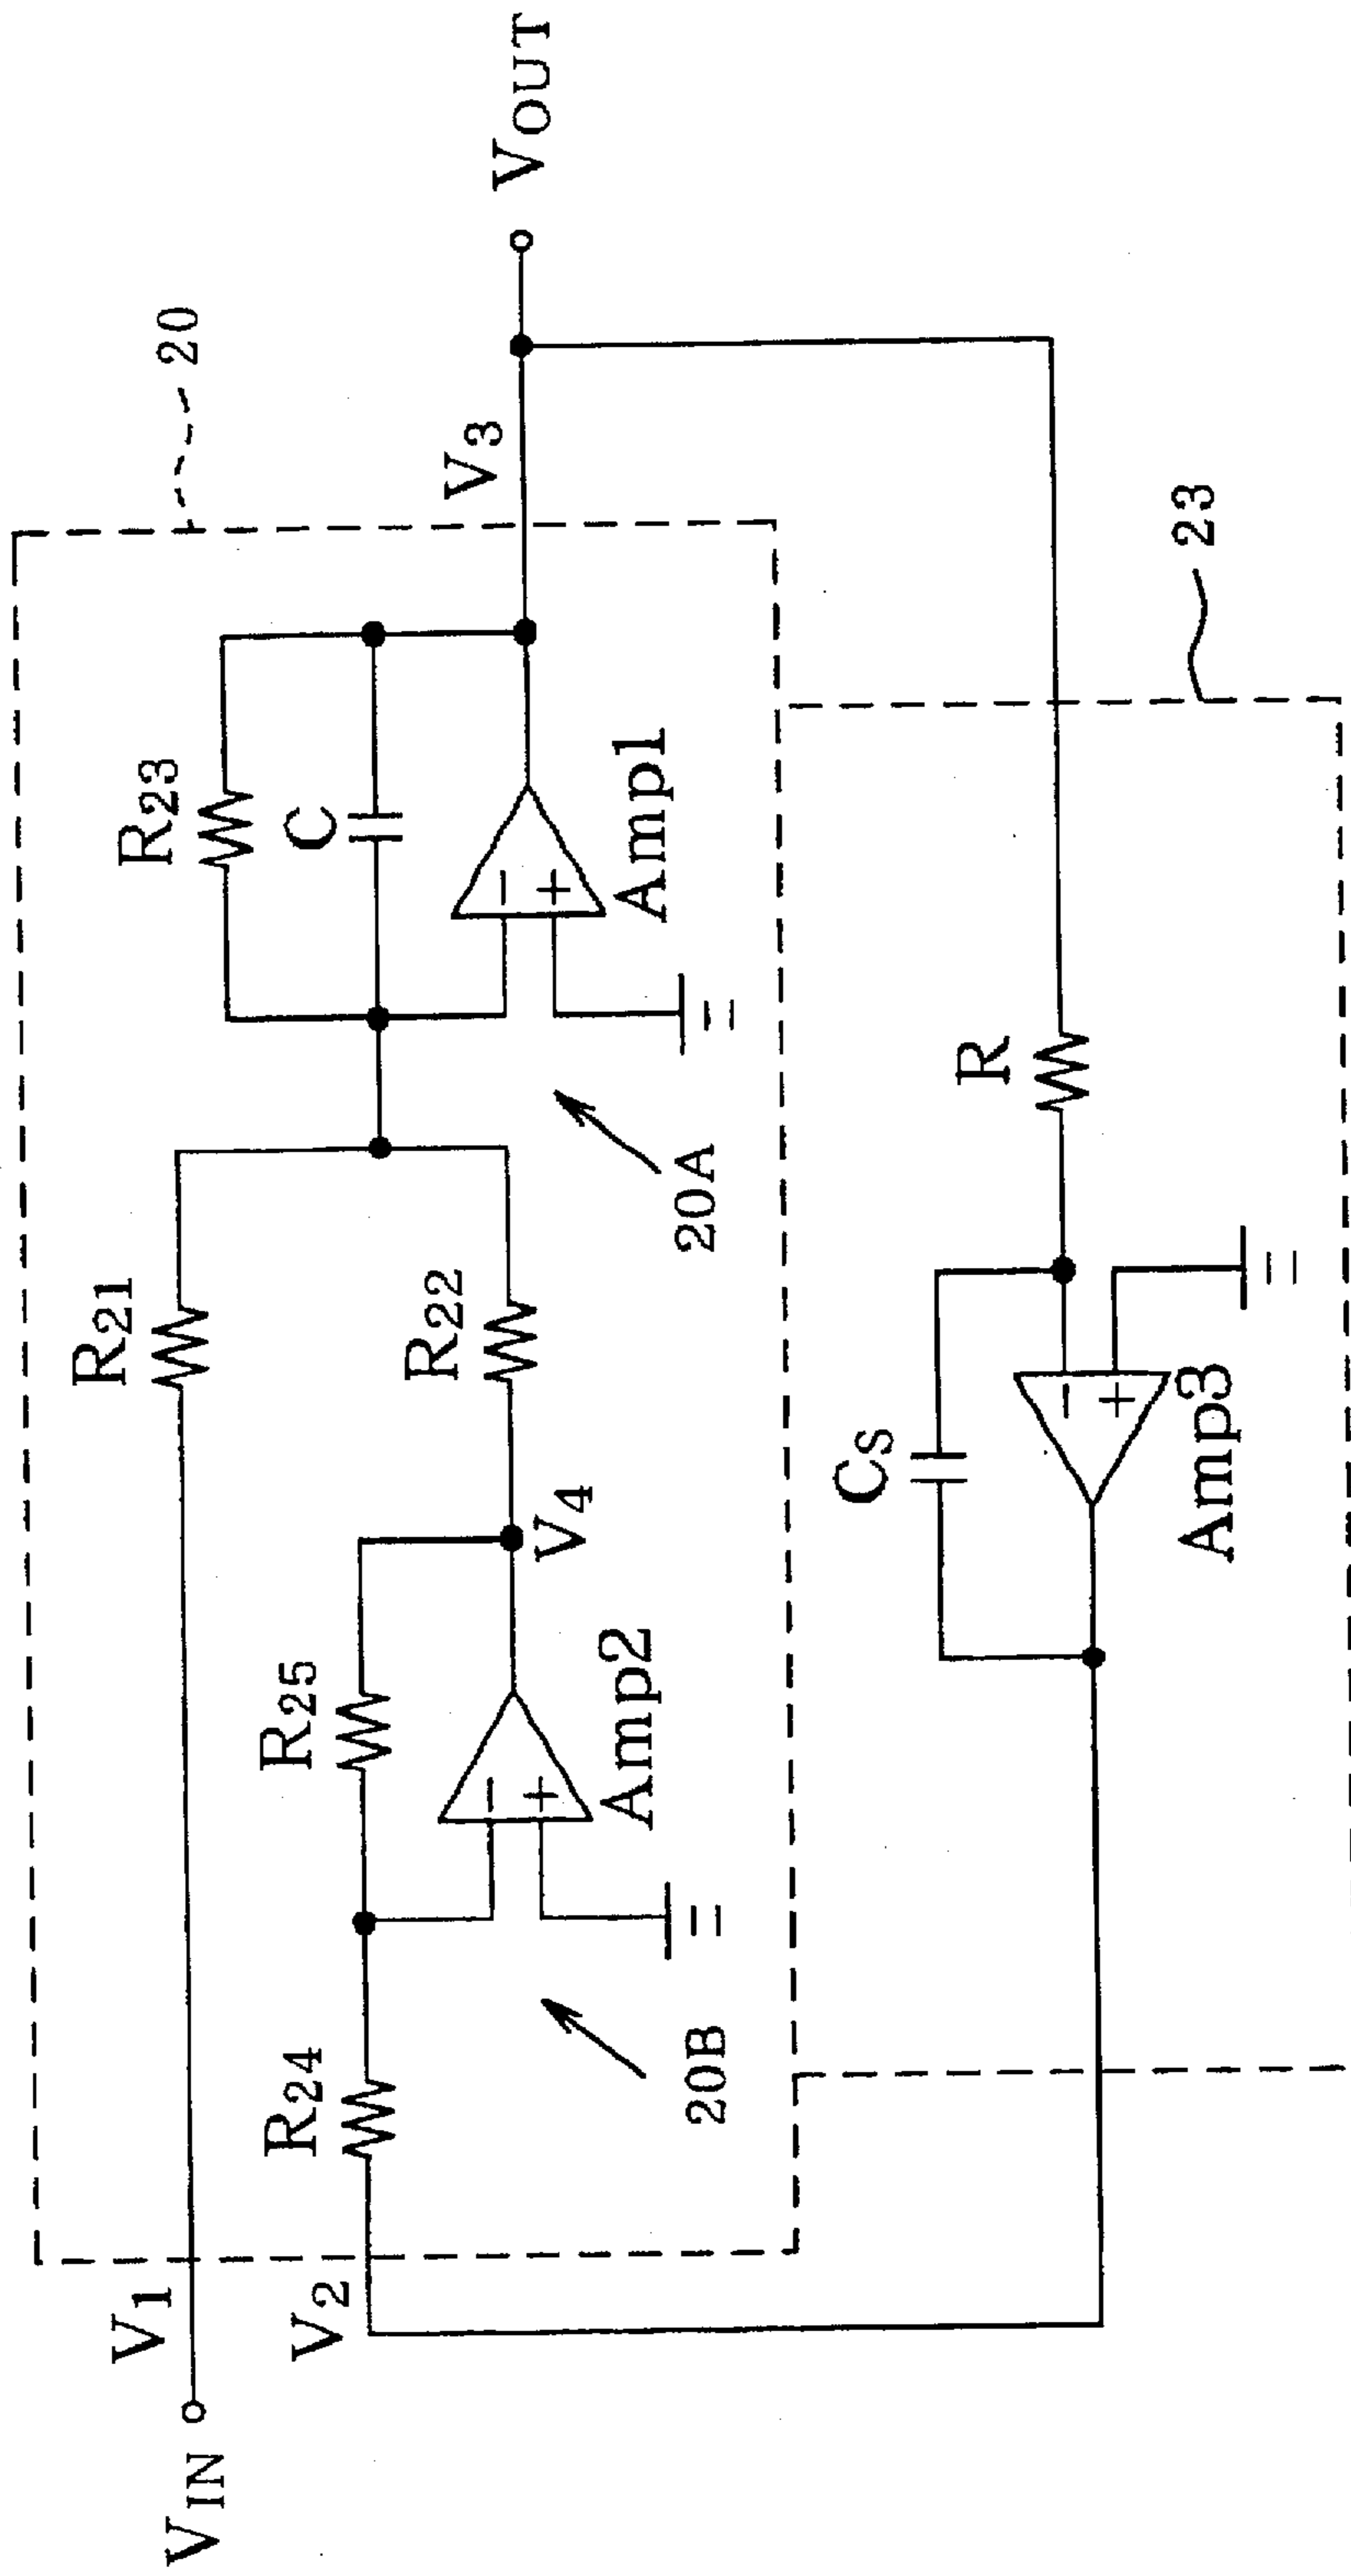 20
R23
C
V3
VOUT
R21
Amp1
R22
20A
R25
V4
Amp2
R24
20B
V1
VIN
V2
23
R
CS
Amp3